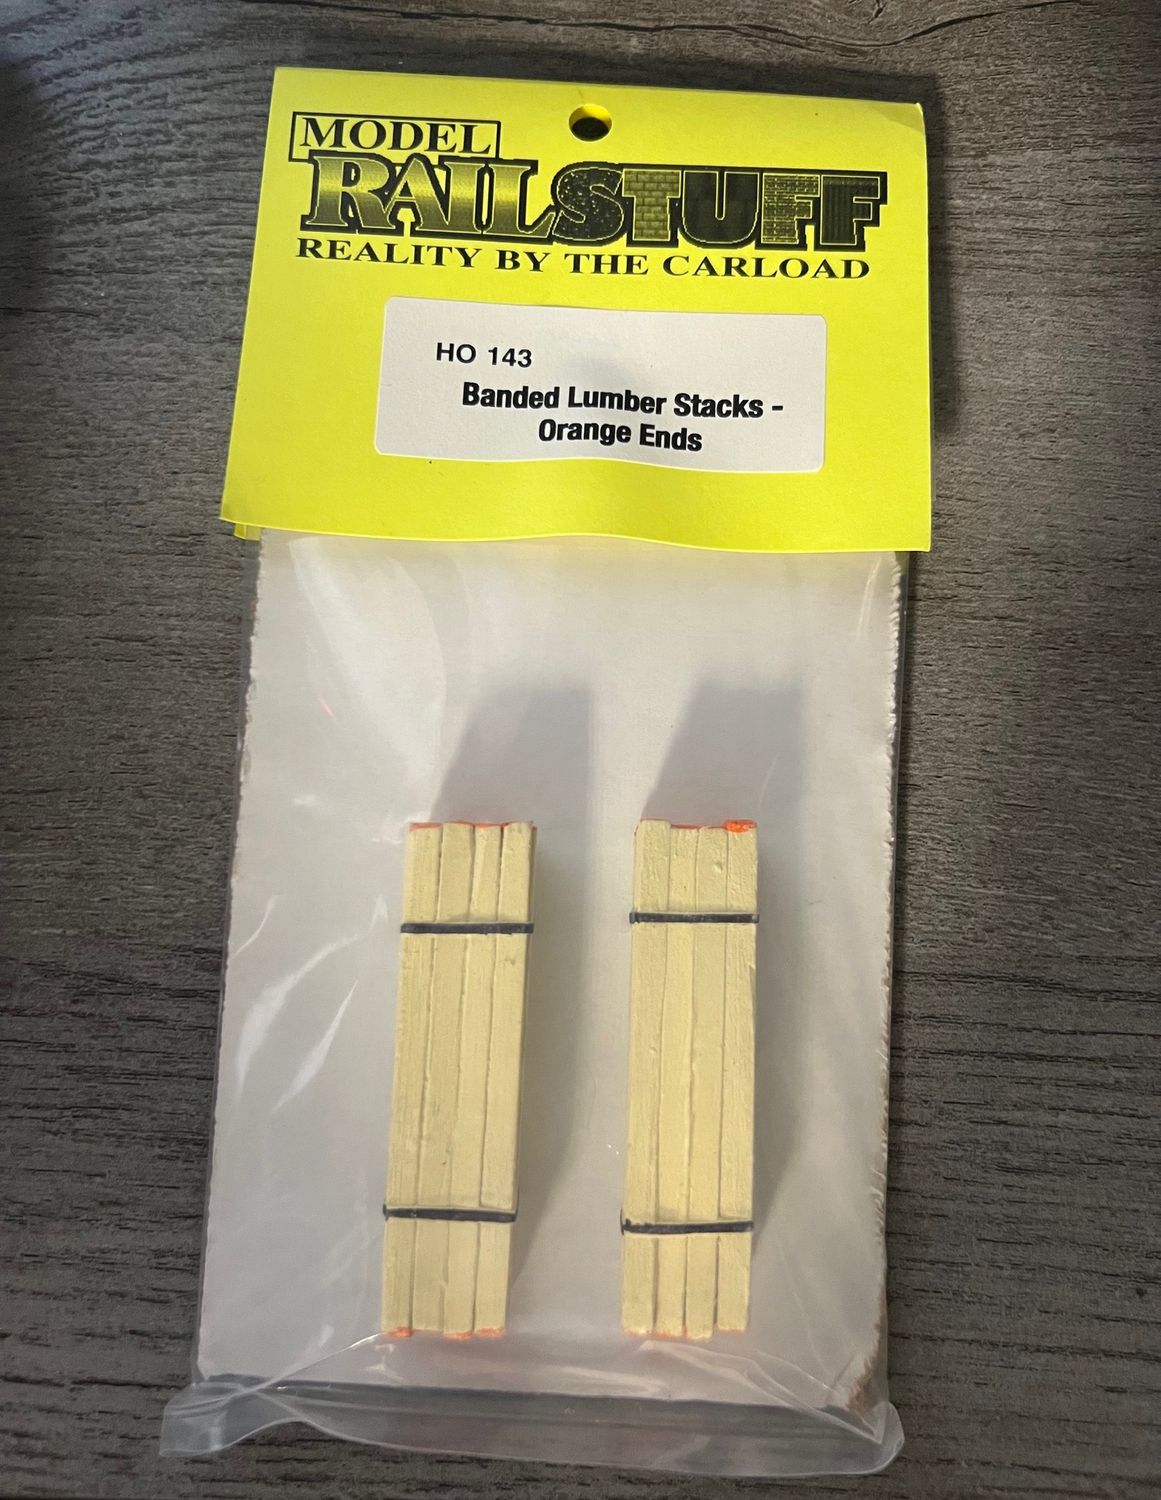 MODEL
RAILSTUFF
REALITY BY THE CARLOAD
HO 143
Banded Lumber Stacks -
Orange Ends